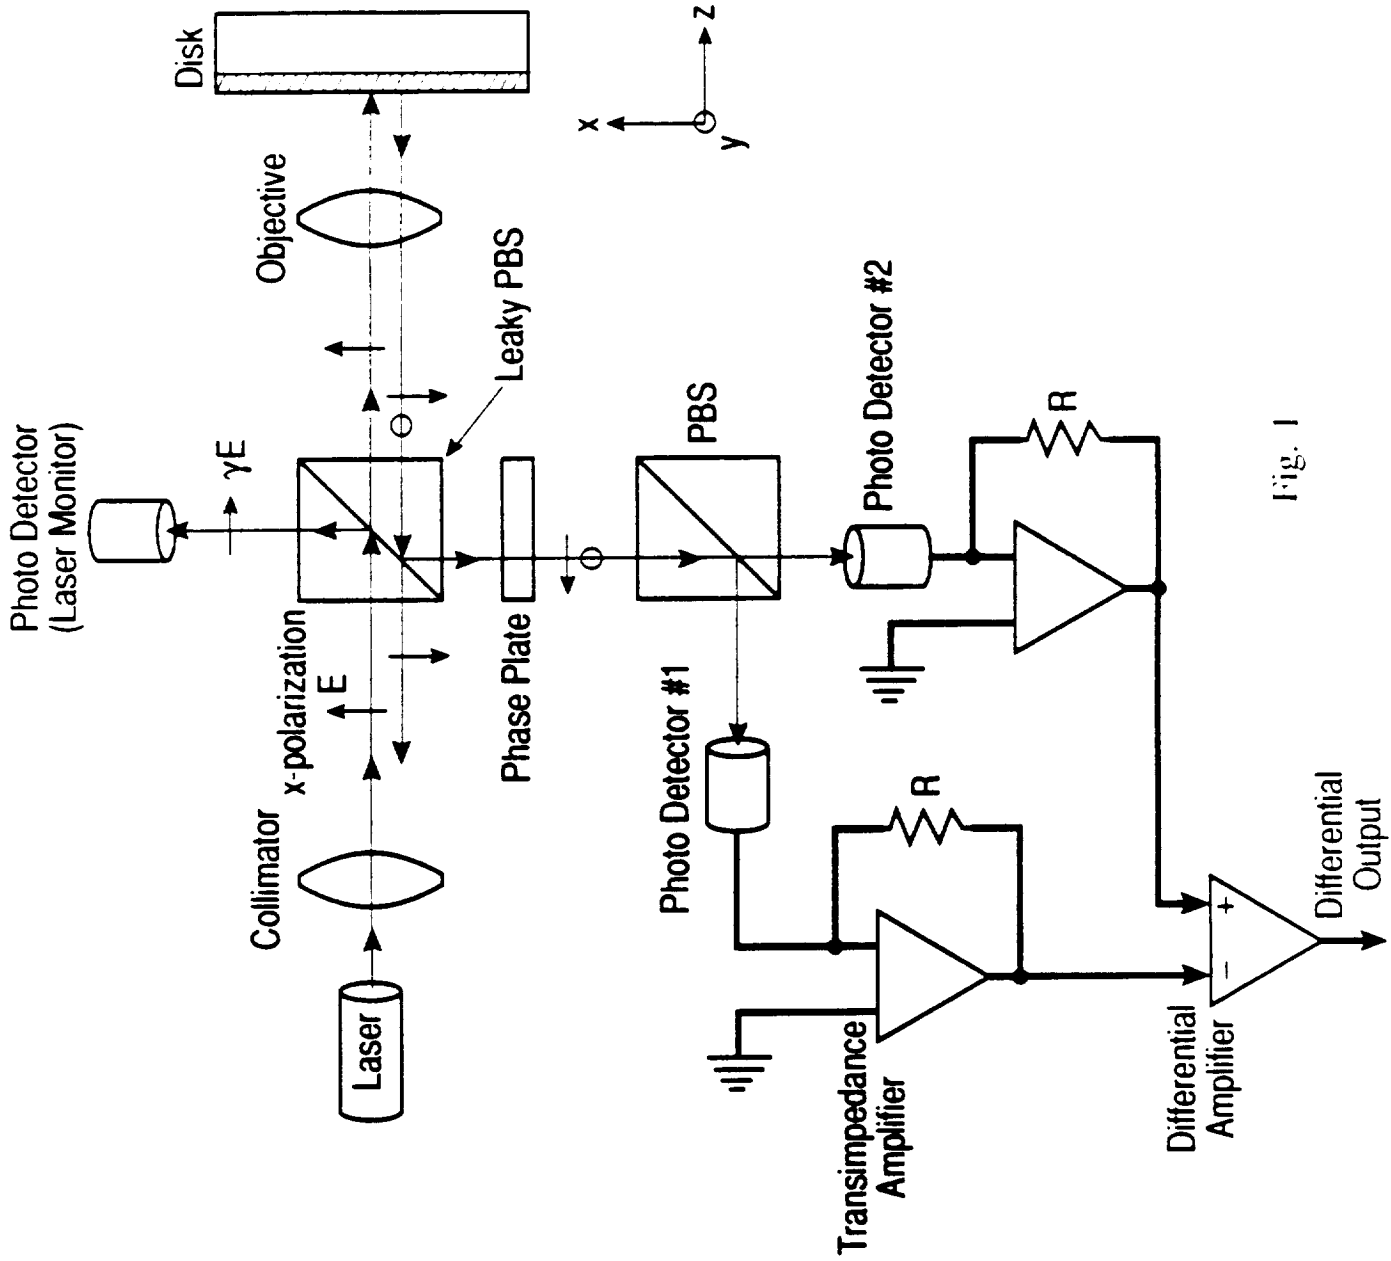 Photo Detector
(Laser Monitor)
γE
Disk
Objective
Leaky PBS
x
y
z
x-polarization
E
Collimator
Laser
Phase Plate
PBS
Photo Detector #1
Photo Detector #2
R
R
Transimpedance
Amplifier
Differential
Amplifier
−
+
Differential
Output
Fig. 1